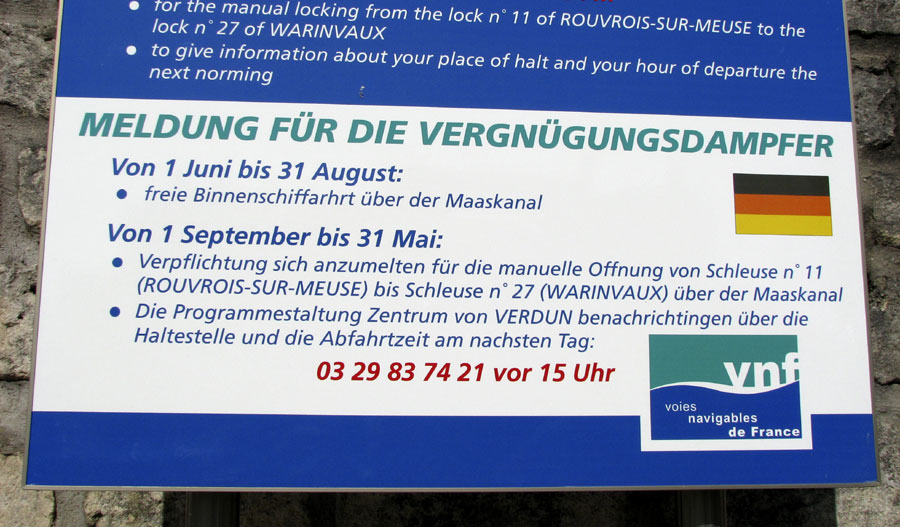 for the manual locking from the lock n° 11 of ROUVROIS-SUR-MEUSE to the
lock n° 27 of WARINVAUX
to give information about your place of halt and your hour of departure the
next norming
MELDUNG FÜR DIE VERGNÜGUNGSDAMPFER
Von 1 Juni bis 31 August:
freie Binnenschiffarhrt über der Maaskanal
Von 1 September bis 31 Mai:
Verpflichtung sich anzumelten für die manuelle Offnung von Schleuse n° 11
(ROUVROIS-SUR-MEUSE) bis Schleuse n° 27 (WARINVAUX) über der Maaskanal
Die Programmestaltung Zentrum von VERDUN benachrichtingen über die
Haltestelle und die Abfahrtzeit am nachsten Tag:
03 29 83 74 21 vor 15 Uhr
vnf
voies
navigables
de France